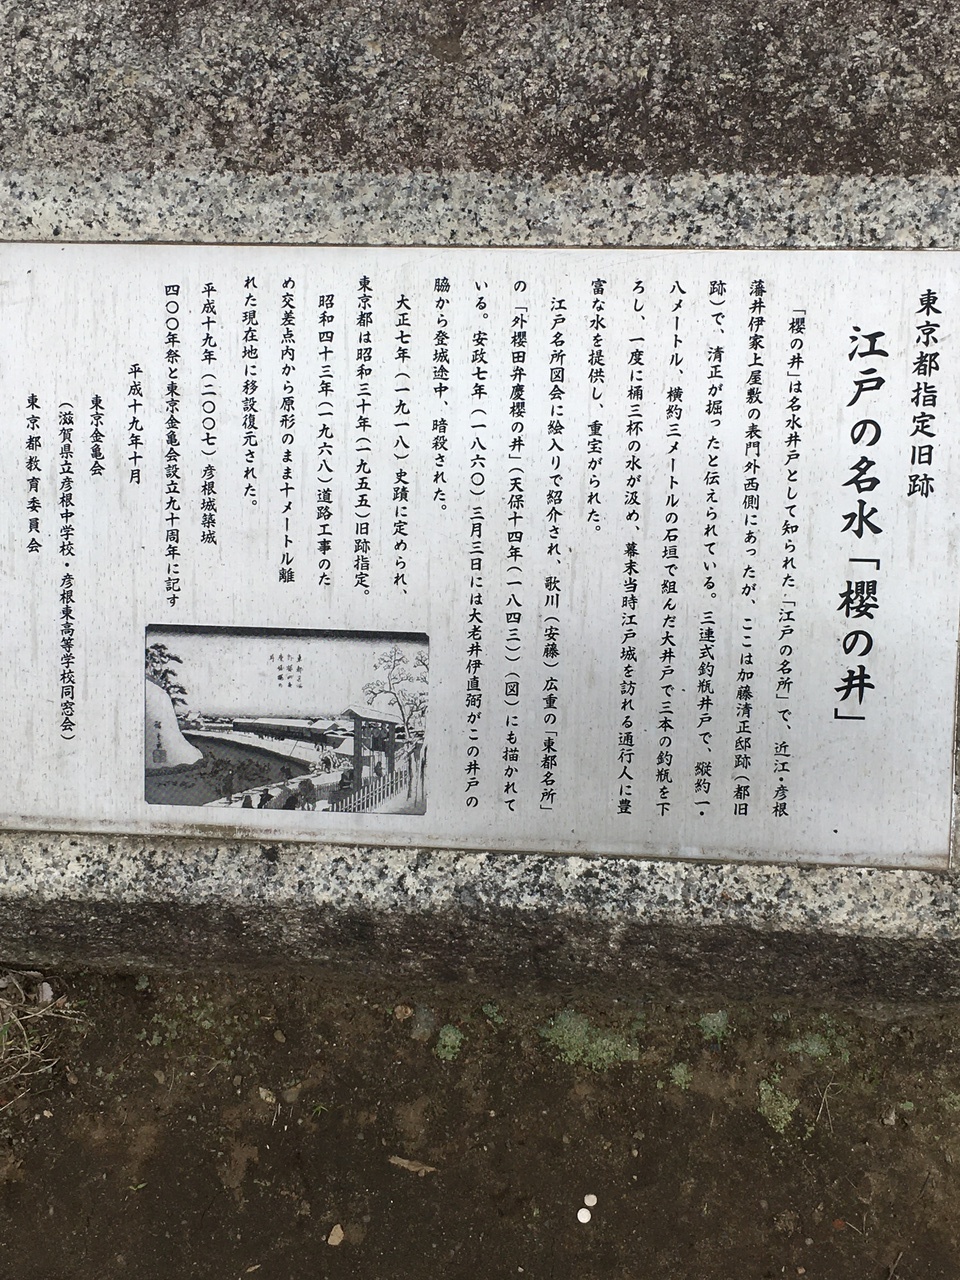 東京都指定旧跡
江戸の名水「櫻の井」
「櫻の井」は名水井戸として知られた「江戸の名所」で、近江・彦根
藩井伊家上屋敷の表門外西側にあったが、ここは加藤清正邸跡（都旧
跡）で、清正が掘ったと伝えられている。三連式釣瓶井戸で、縦約一・
八メートル、横約三メートルの石垣で組んだ大井戸で三本の釣瓶を下
ろし、一度に桶三杯の水が汲め、幕末当時江戸城を訪れる通行人に豊
富な水を提供し、重宝がられた。
江戸名所図会に絵入りで紹介され、歌川（安藤）広重の「東都名所」
の「外櫻田弁慶櫻の井」（天保十四年（一八四三））（図）にも描かれて
いる。安政七年（一八六〇）三月三日には大老井伊直弼がこの井戸の
脇から登城途中、暗殺された。
大正七年（一九一八）史蹟に定められ、
東京都は昭和三十年（一九五五）旧跡指定。
昭和四十三年（一九六八）道路工事のた
め交差点内から原形のまま十メートル離
れた現在地に移設復元された。
平成十九年（二〇〇七）彦根城築城
四〇〇年祭と東京金亀会設立九十周年に記す
平成十九年十月
東京金亀会
（滋賀県立彦根中学校・彦根東高等学校同窓会）
東京都教育委員会